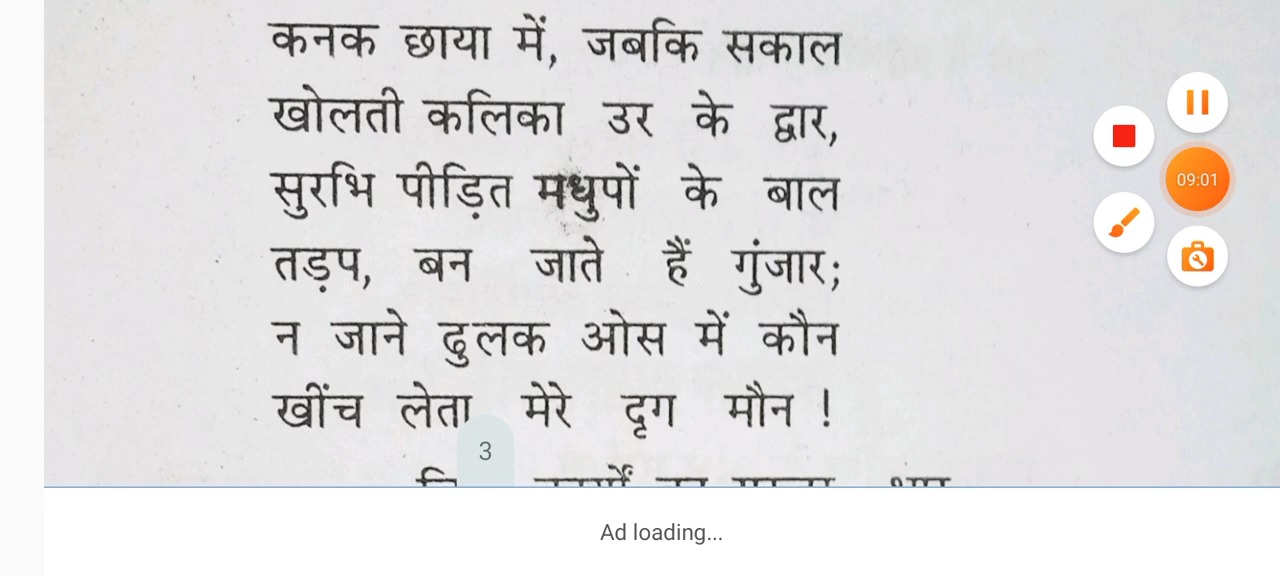 कनक छाया में, जबकि सकाल
खोलती कलिका उर के द्वार,
सुरभि पीड़ित मधुपों के बाल
तड़प, बन जाते हैं गुंजार;
न जाने ढुलक ओस में कौन
खींच लेता मेरे दृग मौन !
09:01
3
Ad loading...